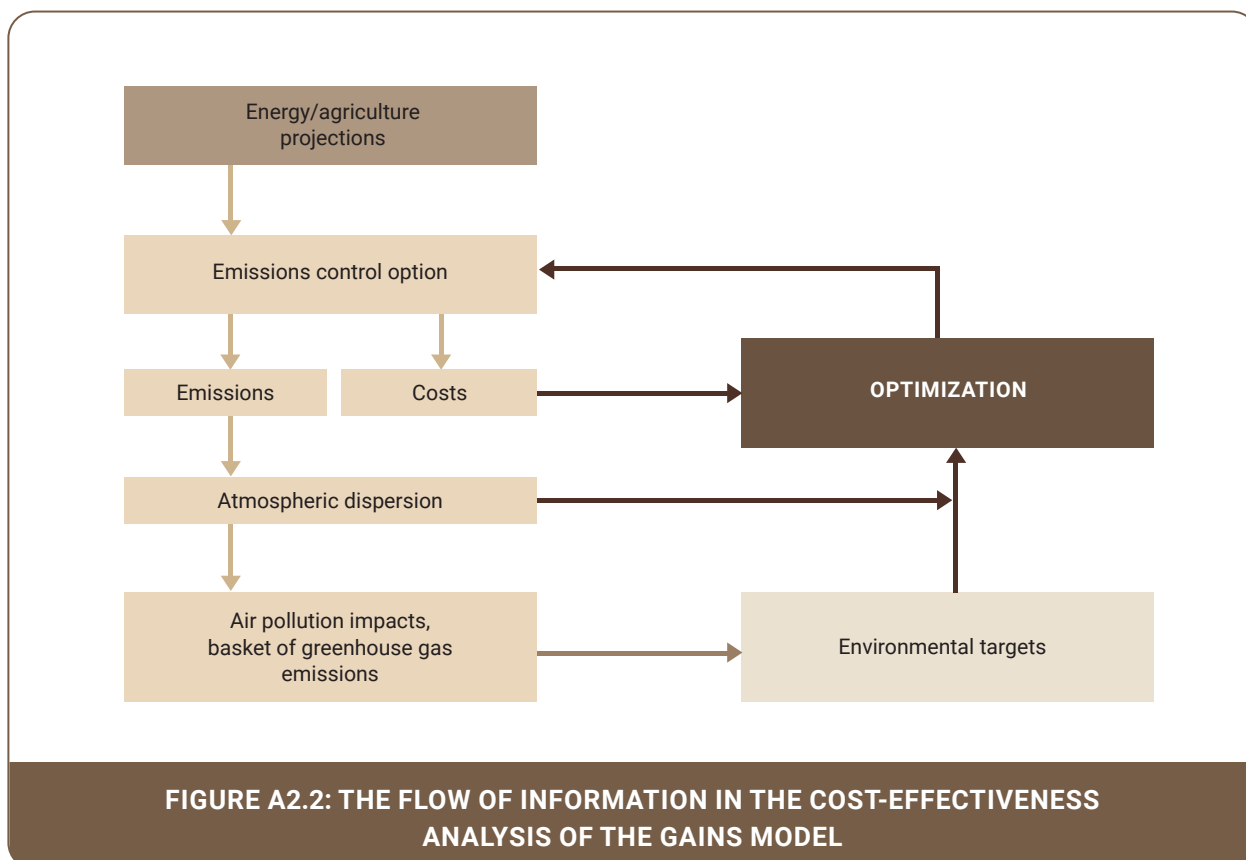 Energy/agriculture
projections
Emissions control option
Emissions
Costs
OPTIMIZATION
Atmospheric dispersion
Air pollution impacts,
basket of greenhouse gas
emissions
Environmental targets
FIGURE A2.2: THE FLOW OF INFORMATION IN THE COST-EFFECTIVENESS
ANALYSIS OF THE GAINS MODEL